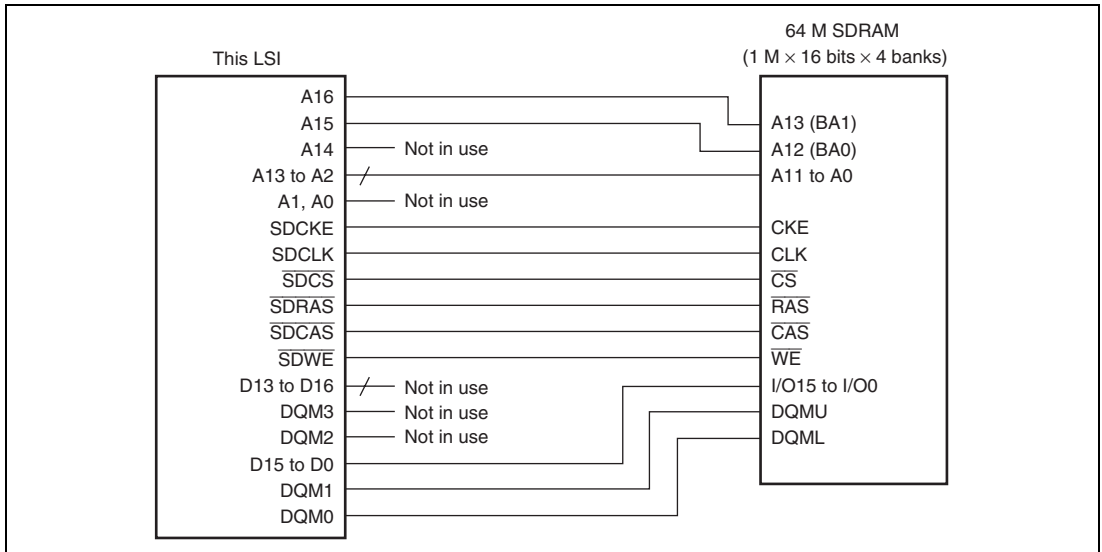 This LSI
A16
A15
A14
A13 to A2
A1, A0
SDCKE
SDCLK
SDCS
SDRAS
SDCAS
SDWE
D13 to D16
DQM3
DQM2
D15 to D0
DQM1
DQM0
Not in use
Not in use
Not in use
Not in use
Not in use
64 M SDRAM
(1 M × 16 bits × 4 banks)
A13 (BA1)
A12 (BA0)
A11 to A0
CKE
CLK
CS
RAS
CAS
WE
I/O15 to I/O0
DQMU
DQML